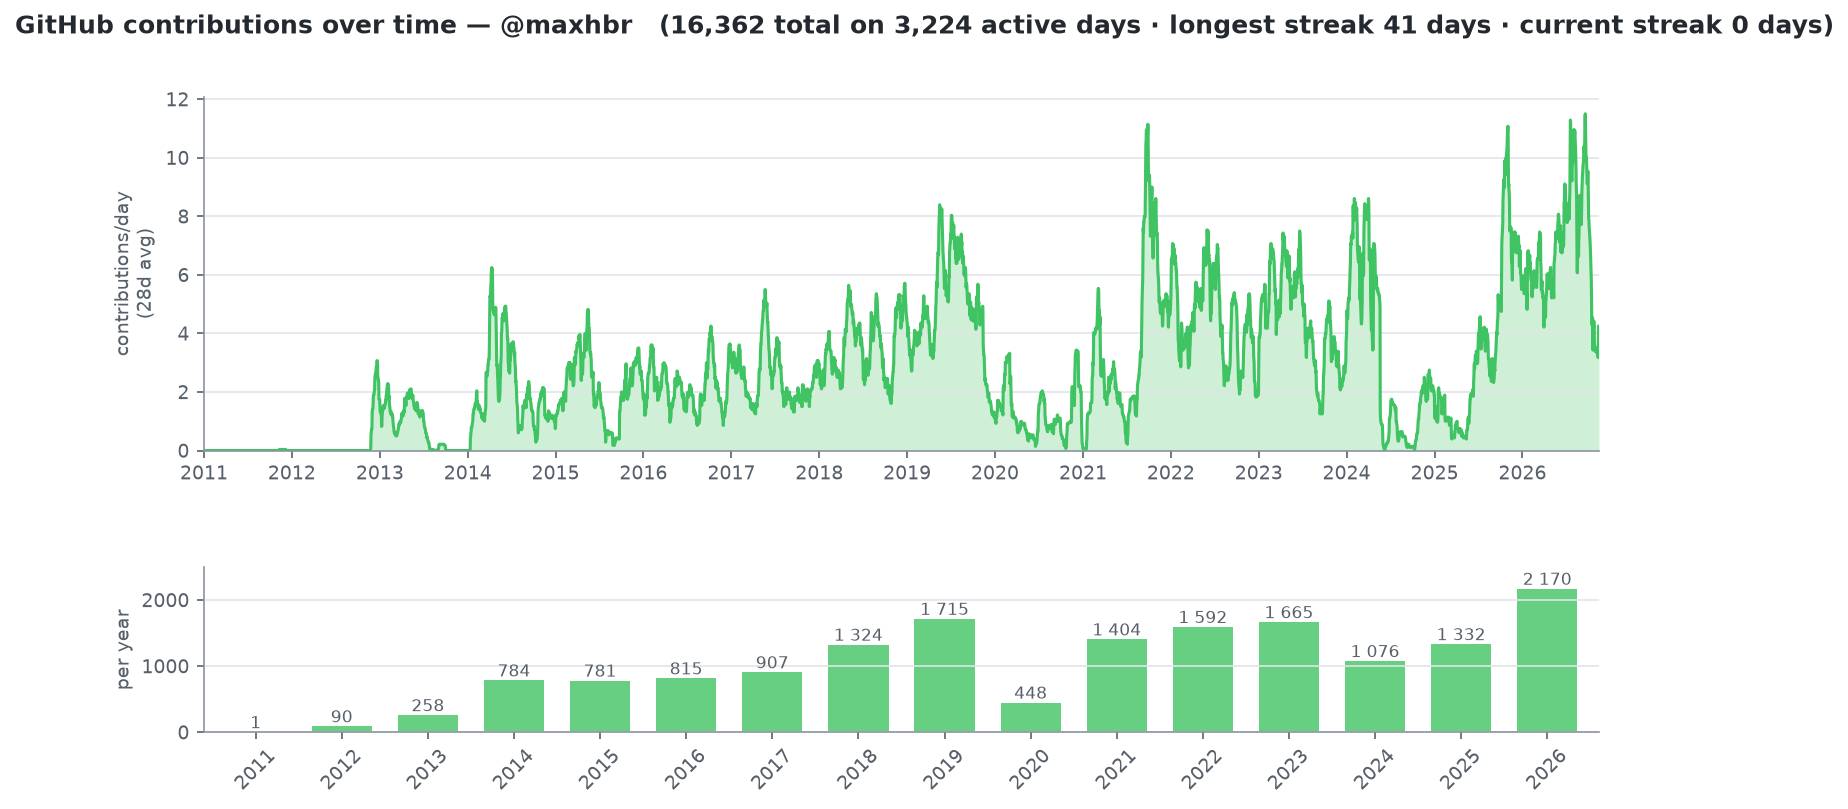 GitHub contributions over time — @maxhbr (16,362 total on 3,224 active days · longest streak 41 days · current streak 0 days)
contributions/day
(28d avg)
12
10
8
6
4
2
0
2011 2012 2013 2014 2015 2016 2017 2018 2019 2020 2021 2022 2023 2024 2025 2026
per year
2000
1000
0
1 90 258 784 781 815 907 1 324 1 715 448 1 404 1 592 1 665 1 076 1 332 2 170
2011 2012 2013 2014 2015 2016 2017 2018 2019 2020 2021 2022 2023 2024 2025 2026